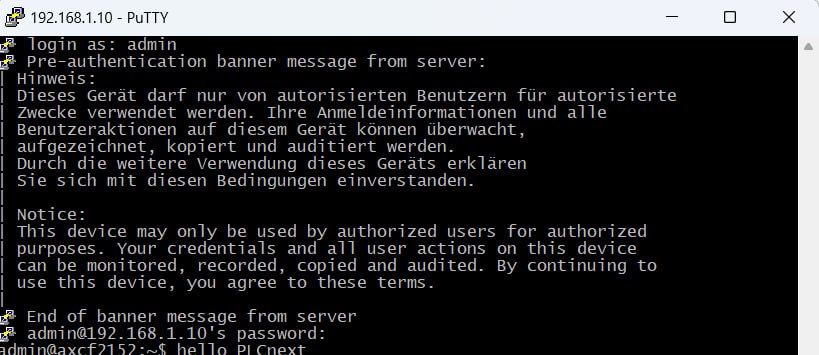 192.168.1.10 - PuTTY
login as: admin
Pre-authentication banner message from server:
| Hinweis:
| Dieses Gerät darf nur von autorisierten Benutzern für autorisierte
| Zwecke verwendet werden. Ihre Anmeldeinformationen und alle
| Benutzeraktionen auf diesem Gerät können überwacht,
| aufgezeichnet, kopiert und auditiert werden.
| Durch die weitere Verwendung dieses Geräts erklären
| Sie sich mit diesen Bedingungen einverstanden.
|
| Notice:
| This device may only be used by authorized users for authorized
| purposes. Your credentials and all user actions on this device
| can be monitored, recorded, copied and audited. By continuing to
| use this device, you agree to these terms.
|
End of banner message from server
admin@192.168.1.10's password:
admin@axcf2152:~$ hello PLCnext